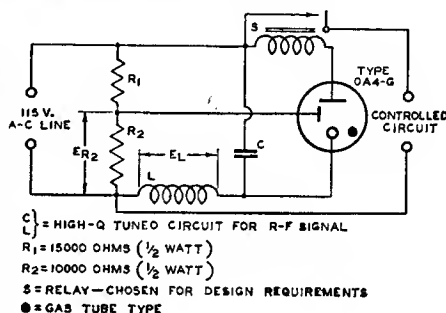 S
R1
TYPE
0A4-G
115 V.
A-C LINE
ER2
R2
EL
L
C
CONTROLLED
CIRCUIT
C
L } = HIGH-Q TUNED CIRCUIT FOR R-F SIGNAL
R1 = 15000 OHMS (1/2 WATT)
R2 = 10000 OHMS (1/2 WATT)
S = RELAY—CHOSEN FOR DESIGN REQUIREMENTS
● = GAS TUBE TYPE